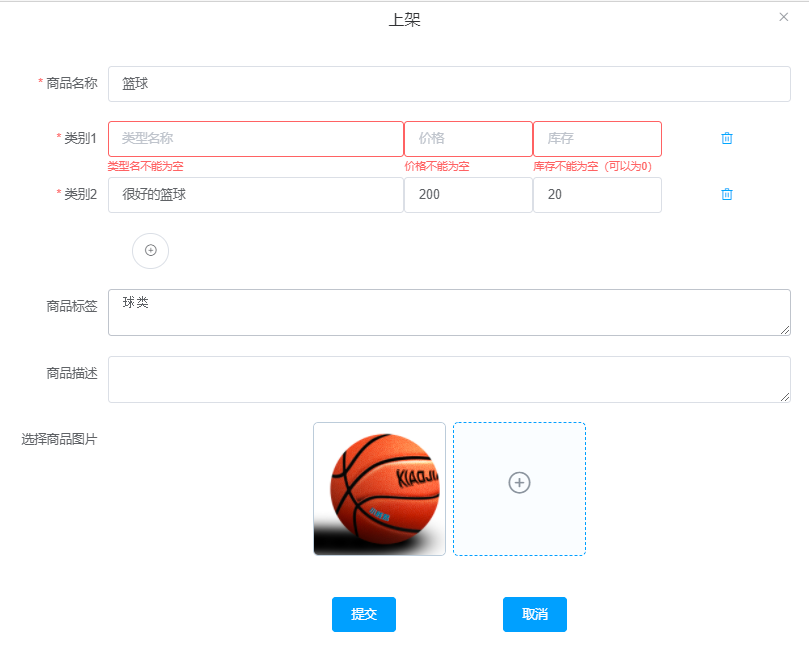 上架
* 商品名称 篮球
* 类别1 类型名称 价格 库存
类型名不能为空 价格不能为空 库存不能为空（可以为0）
* 类别2 很好的篮球 200 20
商品标签 球类
商品描述
选择商品图片
提交 取消